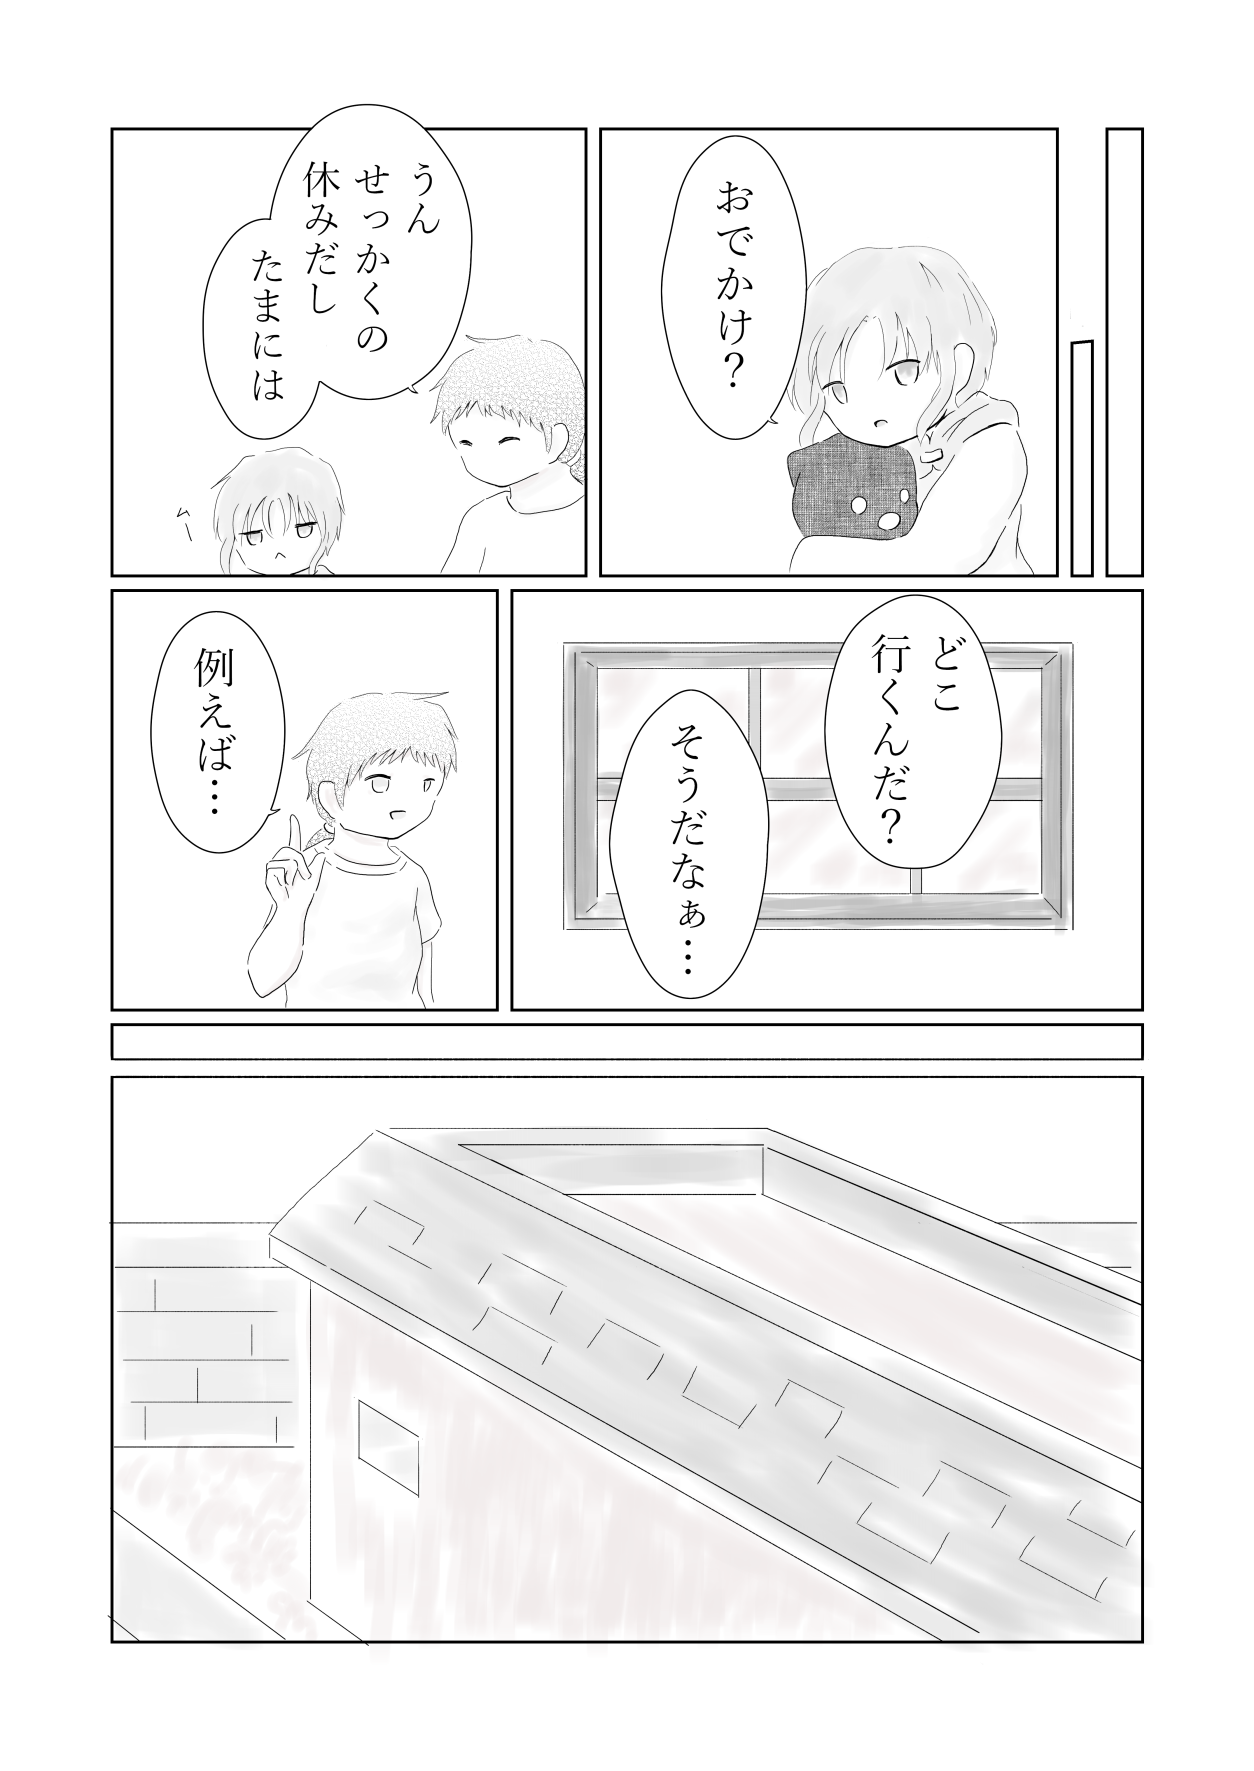 おでかけ？
うん
せっかくの
休みだし
たまには
どこ
行くんだ？
そうだなぁ…
例えば…